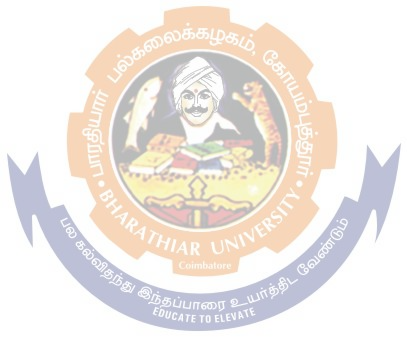 பாரதியார் பல்கலைக்கழகம், கோயம்புத்தூர்
BHARATHIAR UNIVERSITY
Coimbatore
பல கல்விதந்து இந்தப்பாரை உயர்த்திட வேண்டும்
EDUCATE TO ELEVATE